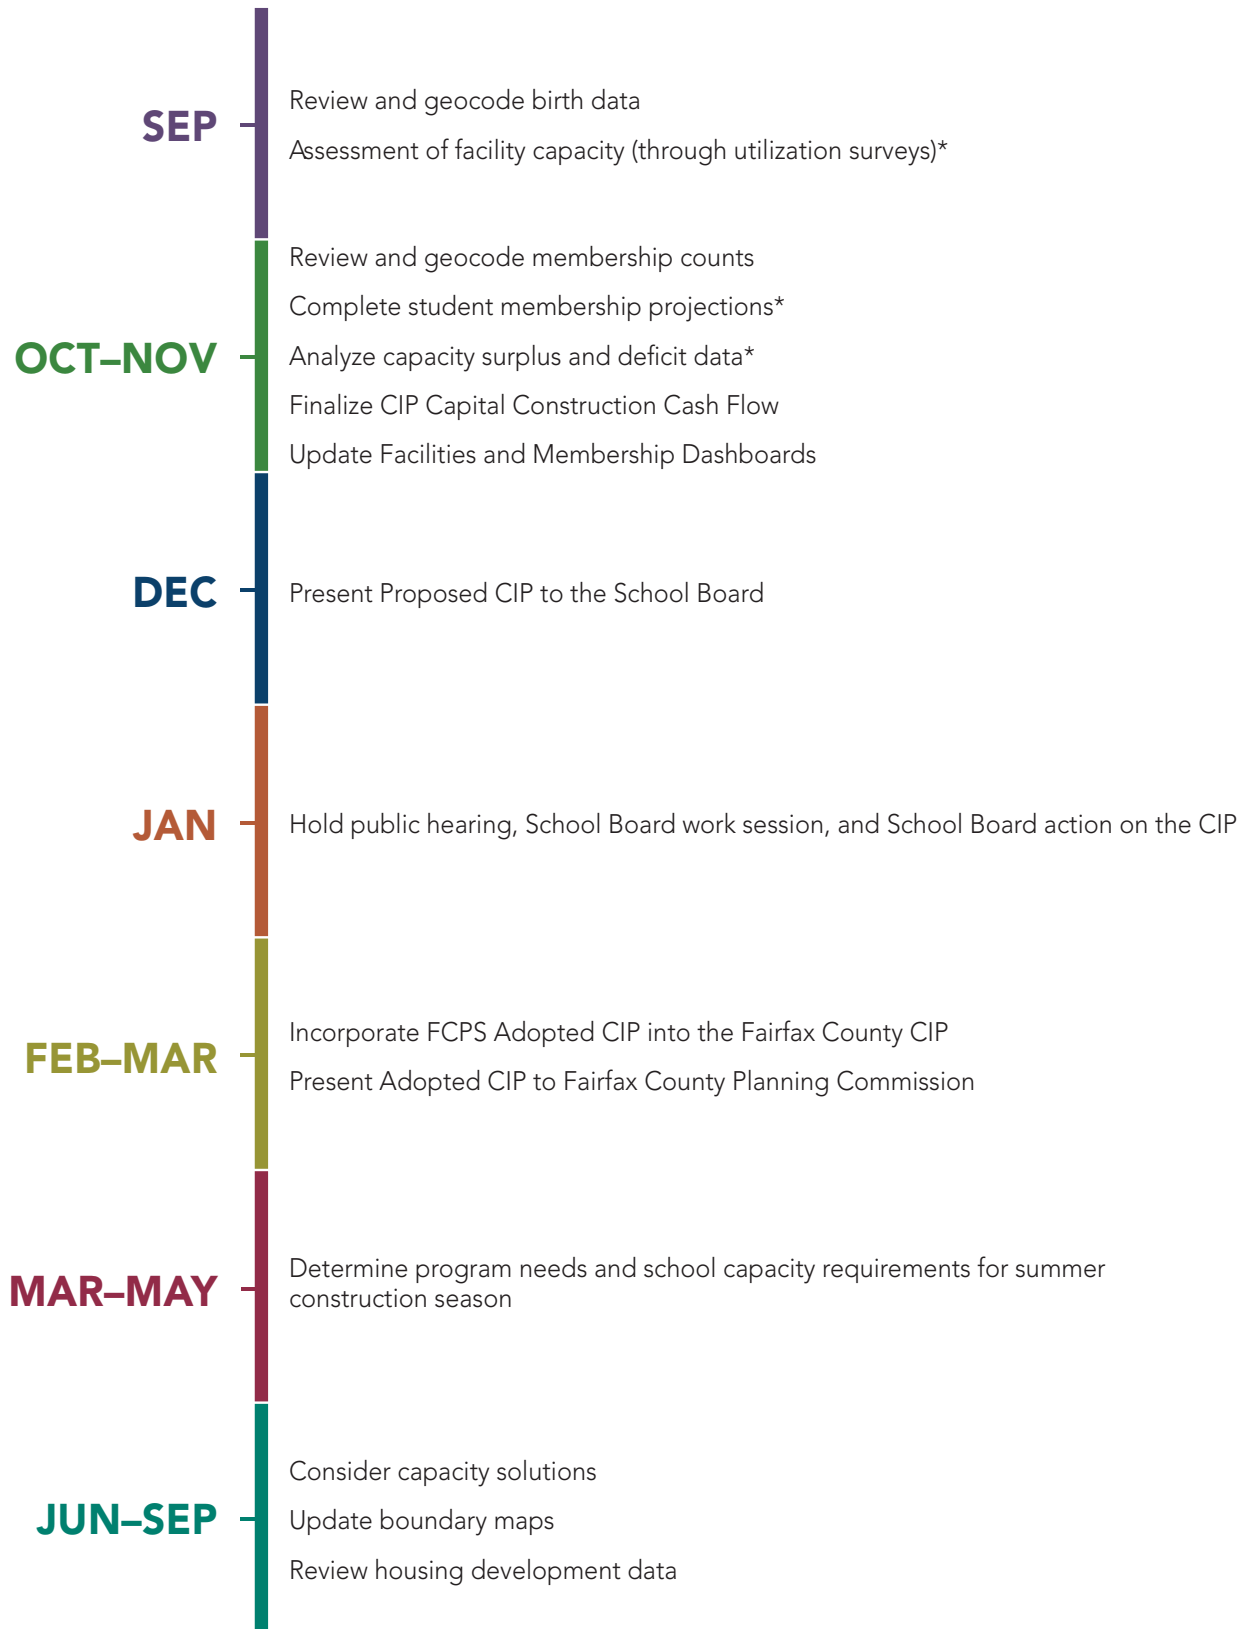 SEP
Review and geocode birth data
Assessment of facility capacity (through utilization surveys)*
OCT–NOV
Review and geocode membership counts
Complete student membership projections*
Analyze capacity surplus and deficit data*
Finalize CIP Capital Construction Cash Flow
Update Facilities and Membership Dashboards
DEC
Present Proposed CIP to the School Board
JAN
Hold public hearing, School Board work session, and School Board action on the CIP
FEB–MAR
Incorporate FCPS Adopted CIP into the Fairfax County CIP
Present Adopted CIP to Fairfax County Planning Commission
MAR–MAY
Determine program needs and school capacity requirements for summer
construction season
JUN–SEP
Consider capacity solutions
Update boundary maps
Review housing development data